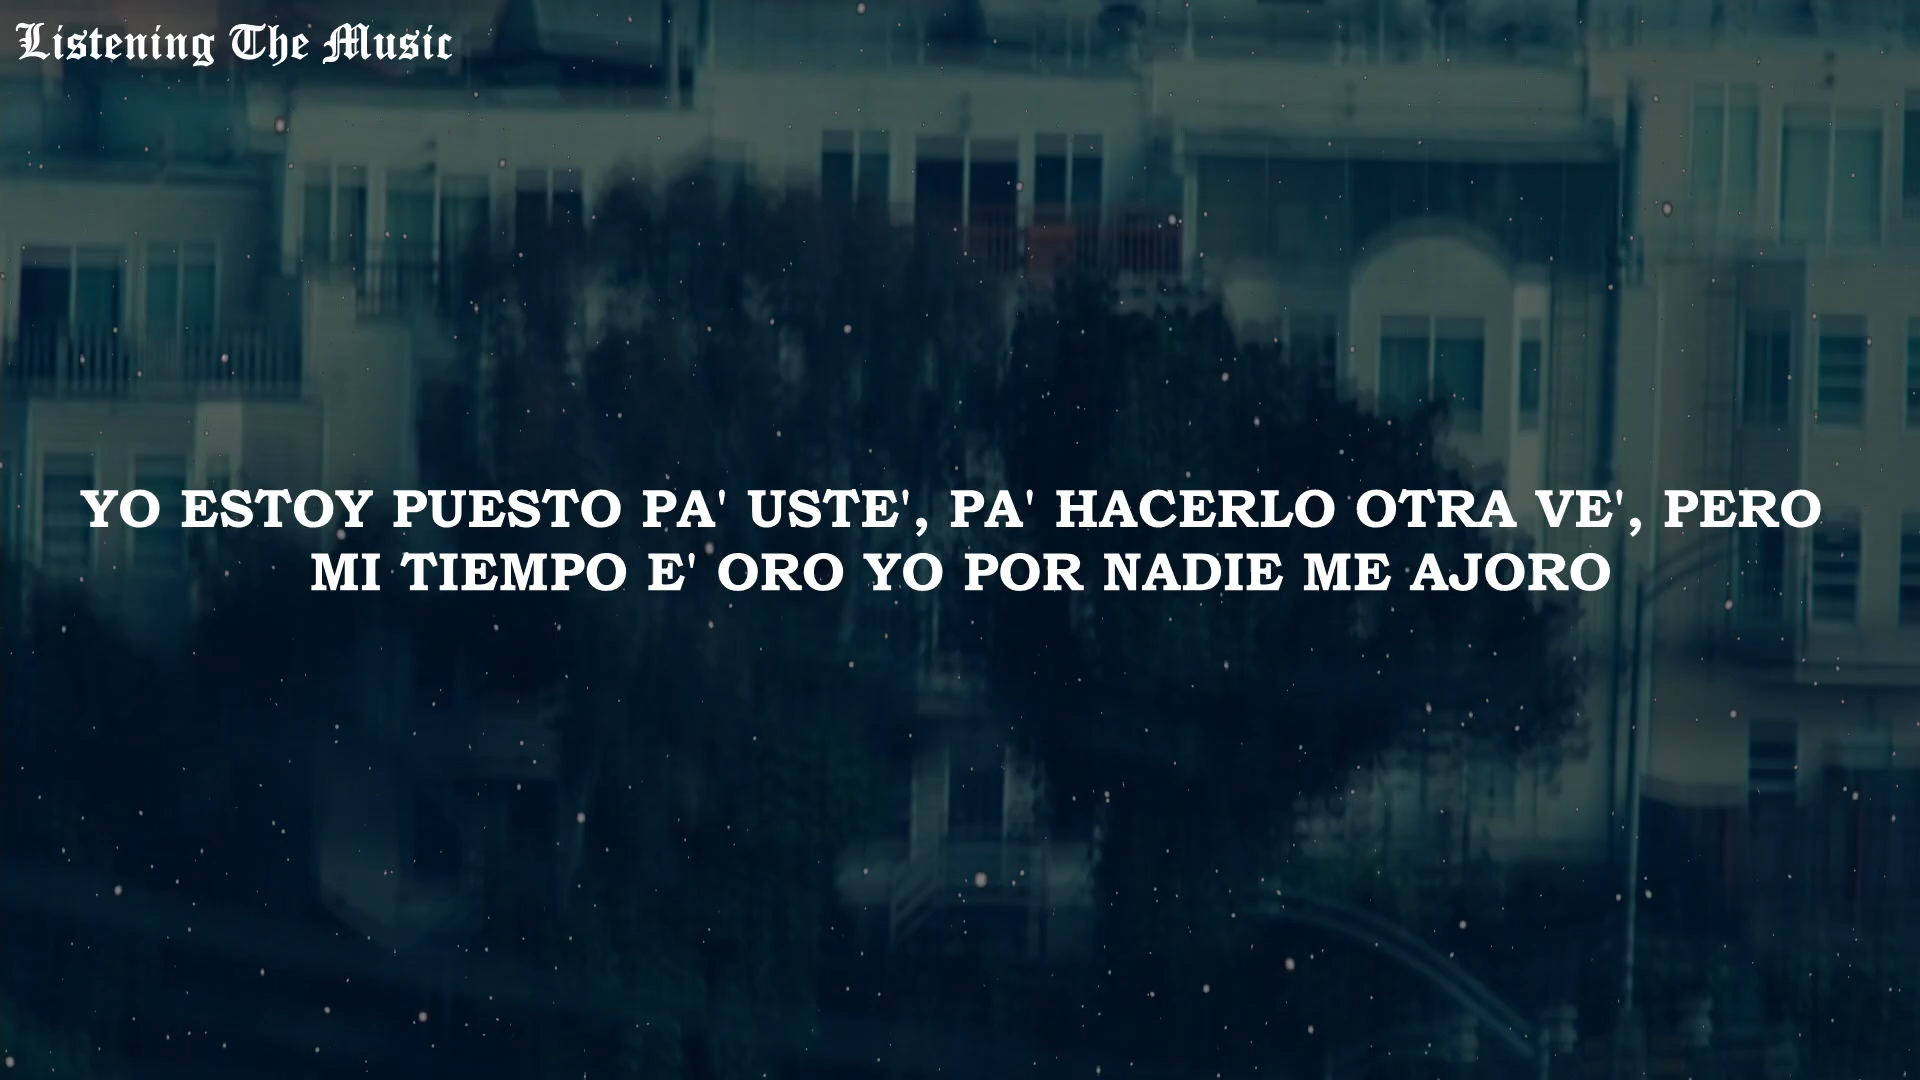 Listening The Music
YO ESTOY PUESTO PA' USTE', PA' HACERLO OTRA VE', PERO
MI TIEMPO E' ORO YO POR NADIE ME AJORO